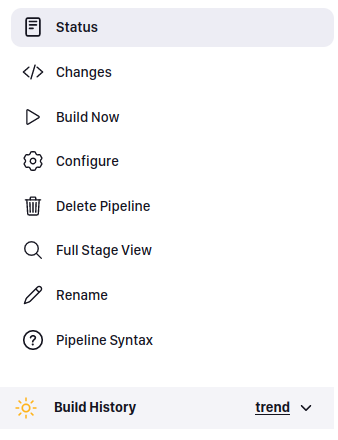 Status
Changes
Build Now
Configure
Delete Pipeline
Full Stage View
Rename
Pipeline Syntax
Build History trend